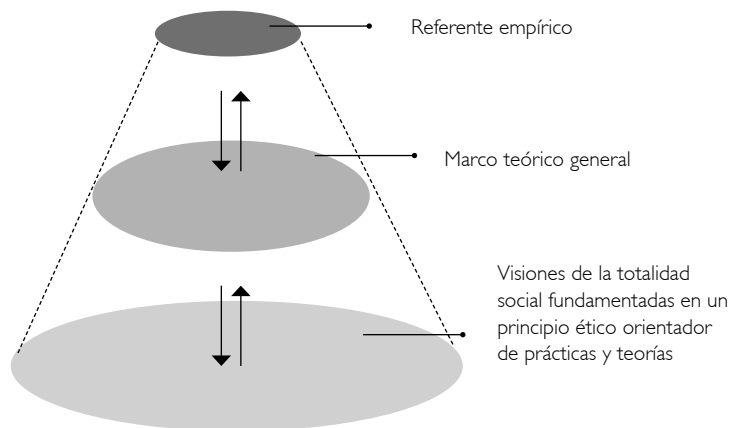 Referente empírico
Marco teórico general
Visiones de la totalidad
social fundamentadas en un
principio ético orientador
de prácticas y teorías